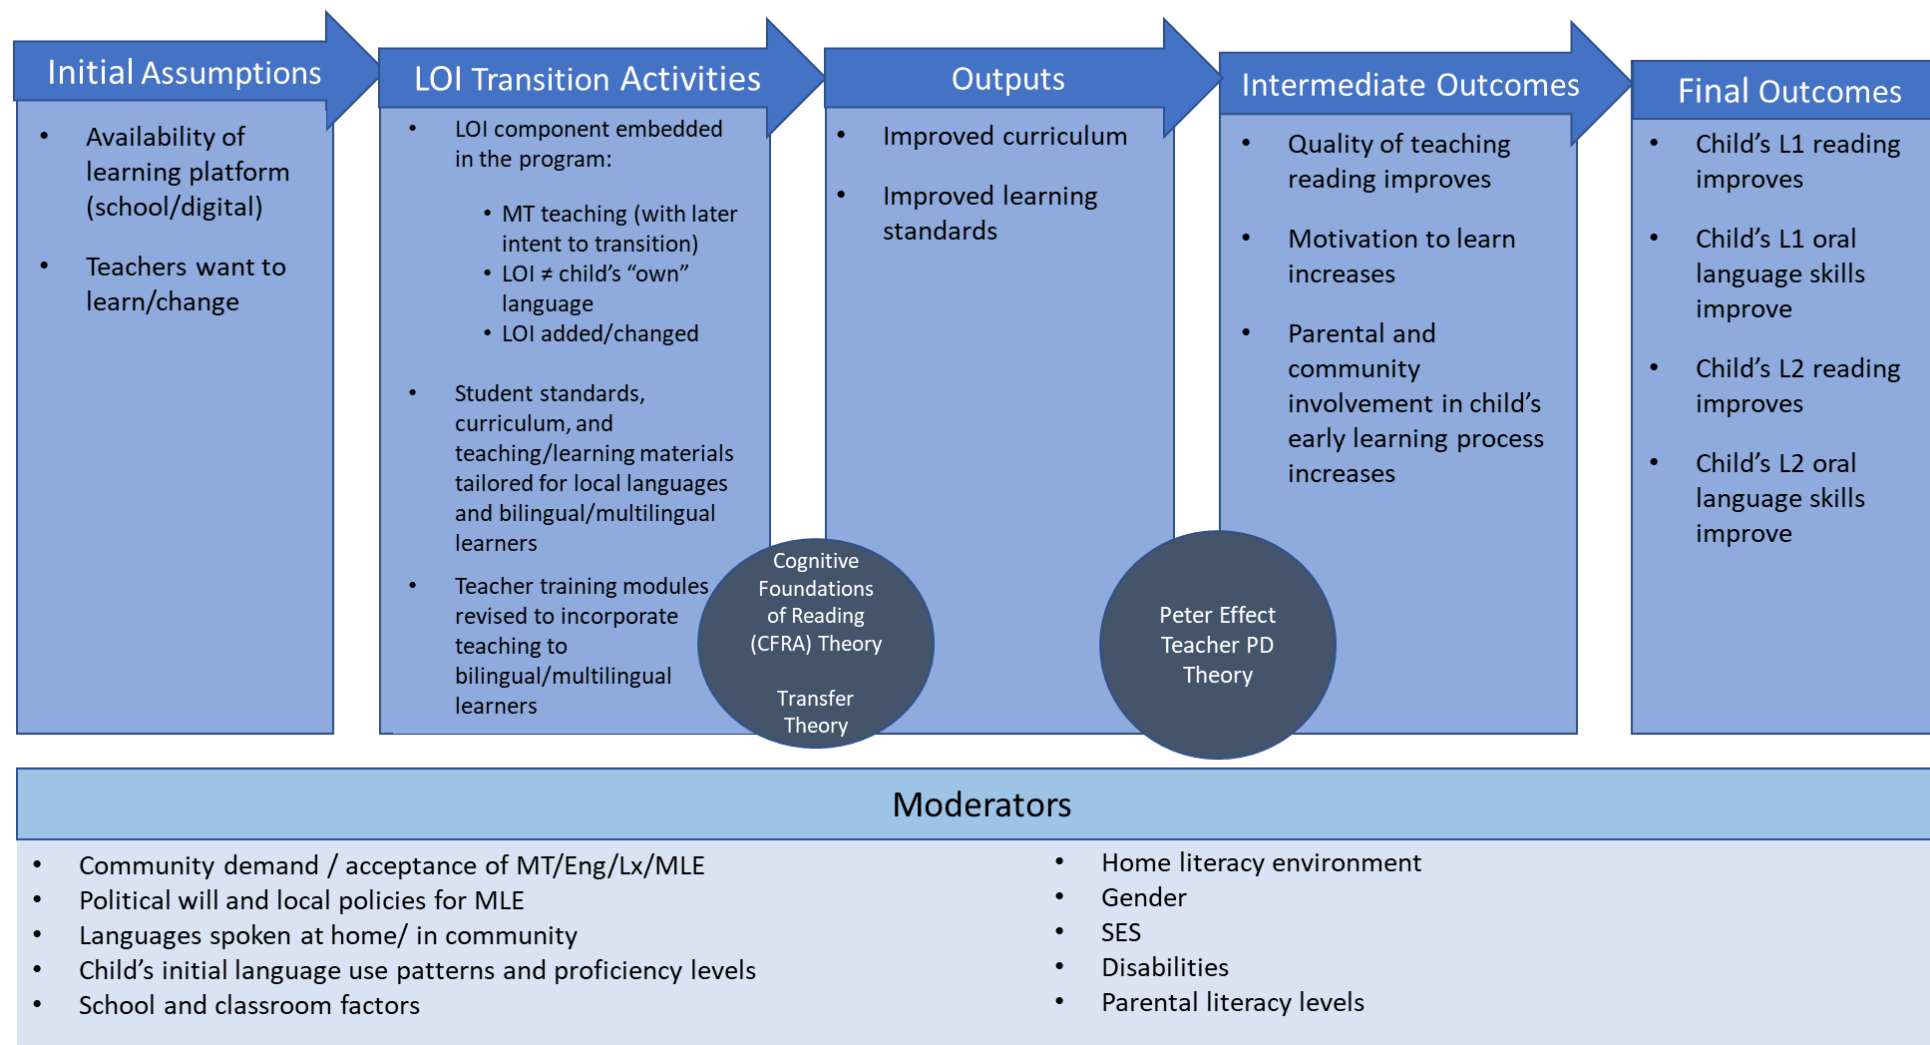 Initial Assumptions
• Availability of
learning platform
(school/digital)
• Teachers want to
learn/change
LOI Transition Activities
• LOI component embedded
in the program:
• MT teaching (with later
intent to transition)
• LOI ≠ child’s “own”
language
• LOI added/changed
• Student standards,
curriculum, and
teaching/learning materials
tailored for local languages
and bilingual/multilingual
learners
• Teacher training modules
revised to incorporate
teaching to
bilingual/multilingual
learners
Cognitive
Foundations
of Reading
(CFRA) Theory
Transfer
Theory
Outputs
• Improved curriculum
• Improved learning
standards
Peter Effect
Teacher PD
Theory
Intermediate Outcomes
• Quality of teaching
reading improves
• Motivation to learn
increases
• Parental and
community
involvement in child’s
early learning process
increases
Final Outcomes
• Child’s L1 reading
improves
• Child’s L1 oral
language skills
improve
• Child’s L2 reading
improves
• Child’s L2 oral
language skills
improve
Moderators
• Community demand / acceptance of MT/Eng/Lx/MLE
• Political will and local policies for MLE
• Languages spoken at home/ in community
• Child’s initial language use patterns and proficiency levels
• School and classroom factors
• Home literacy environment
• Gender
• SES
• Disabilities
• Parental literacy levels